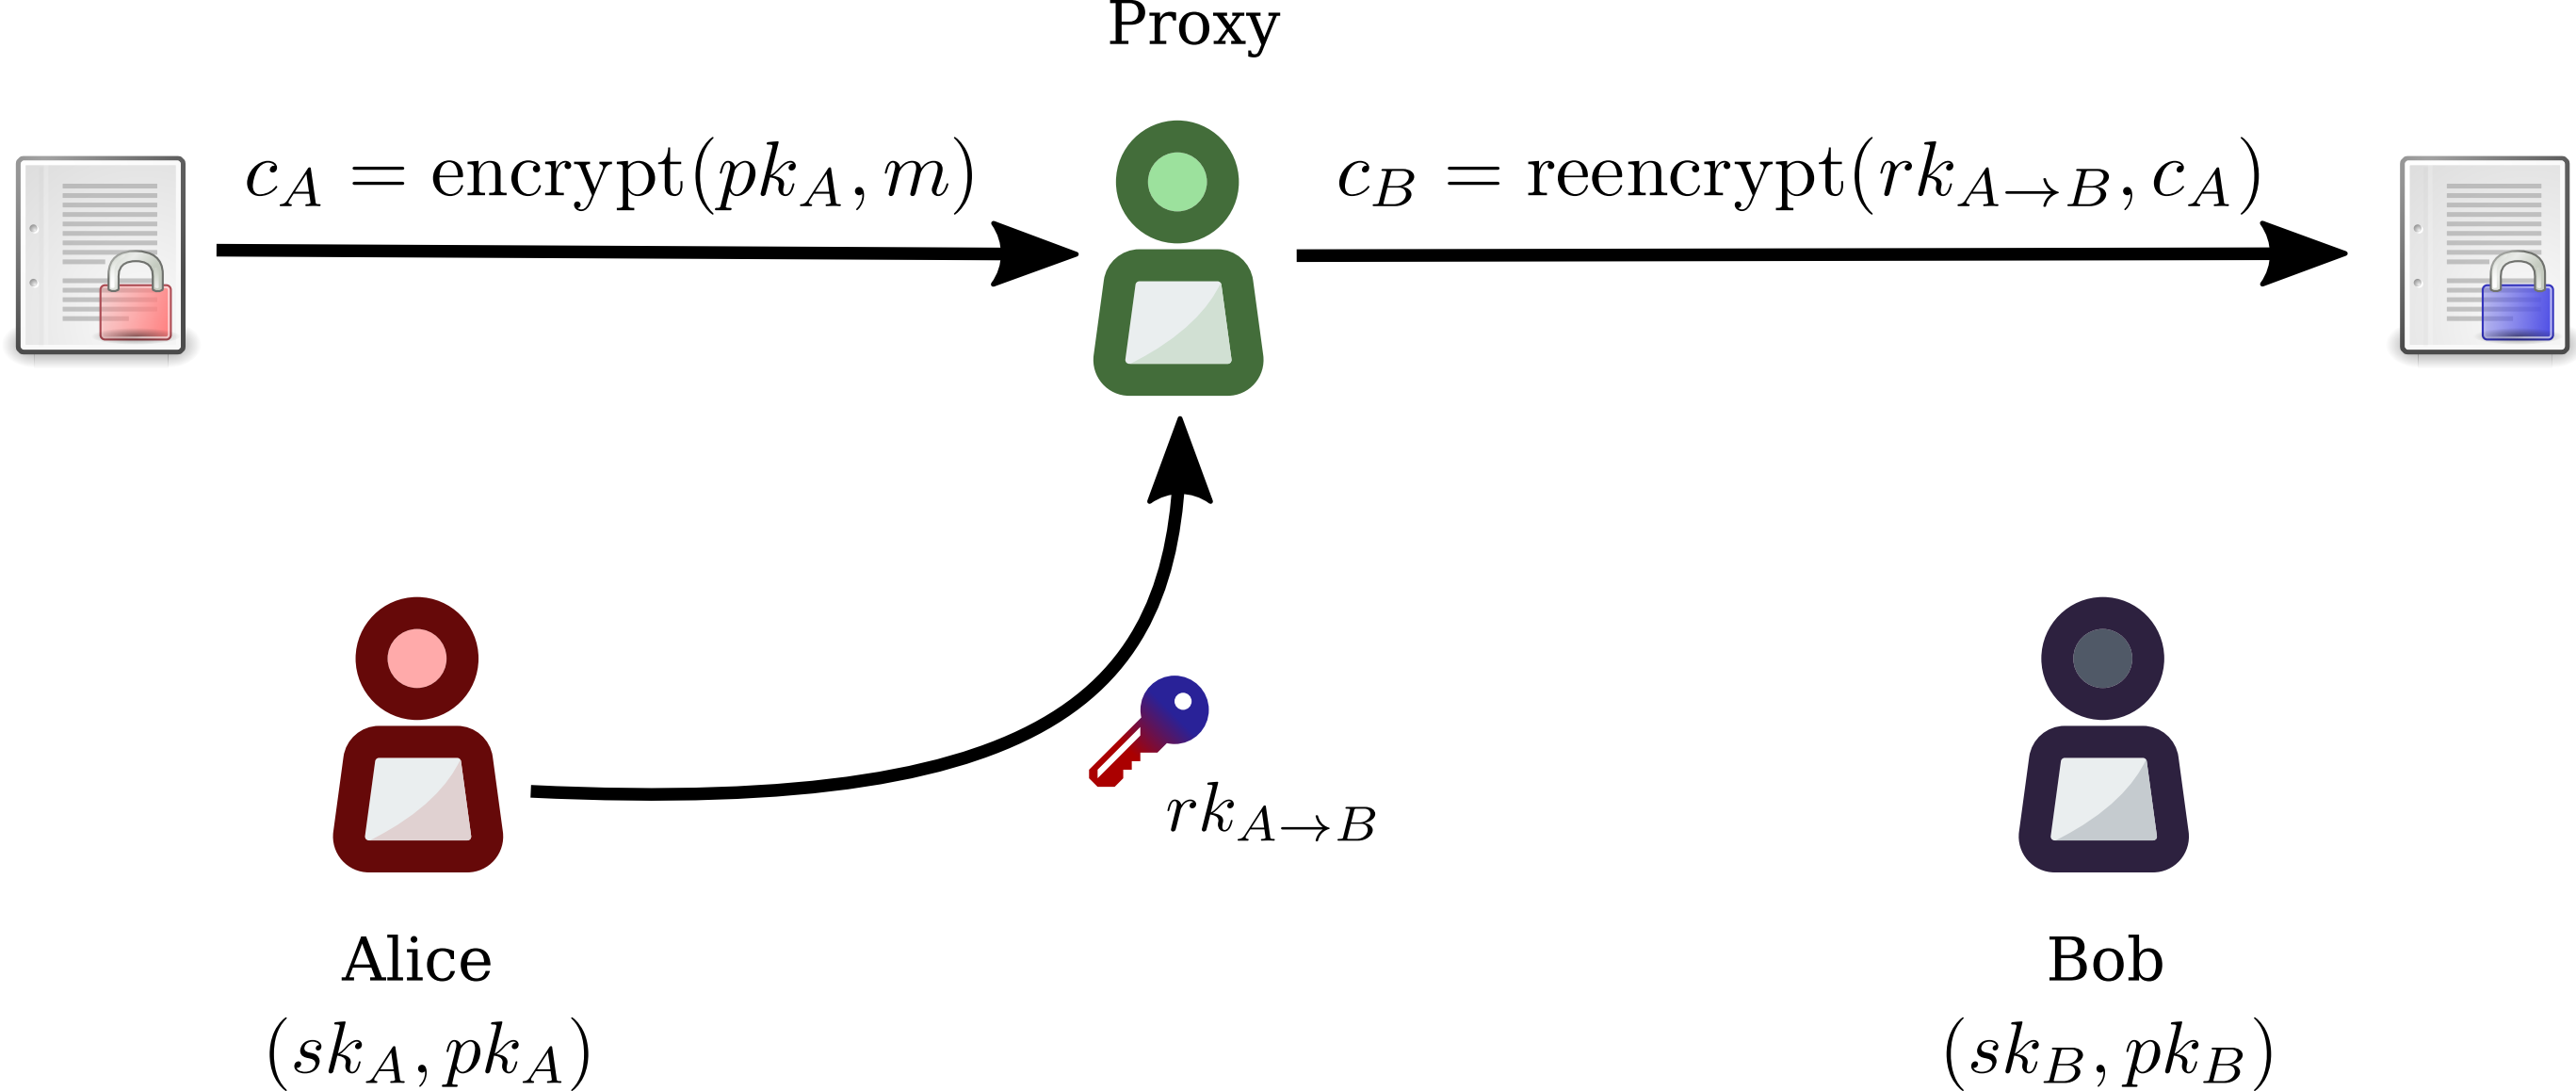 Proxy
c_A = encrypt(pk_A, m)
c_B = reencrypt(rk_{A→B}, c_A)
rk_{A→B}
Alice
(sk_A, pk_A)
Bob
(sk_B, pk_B)